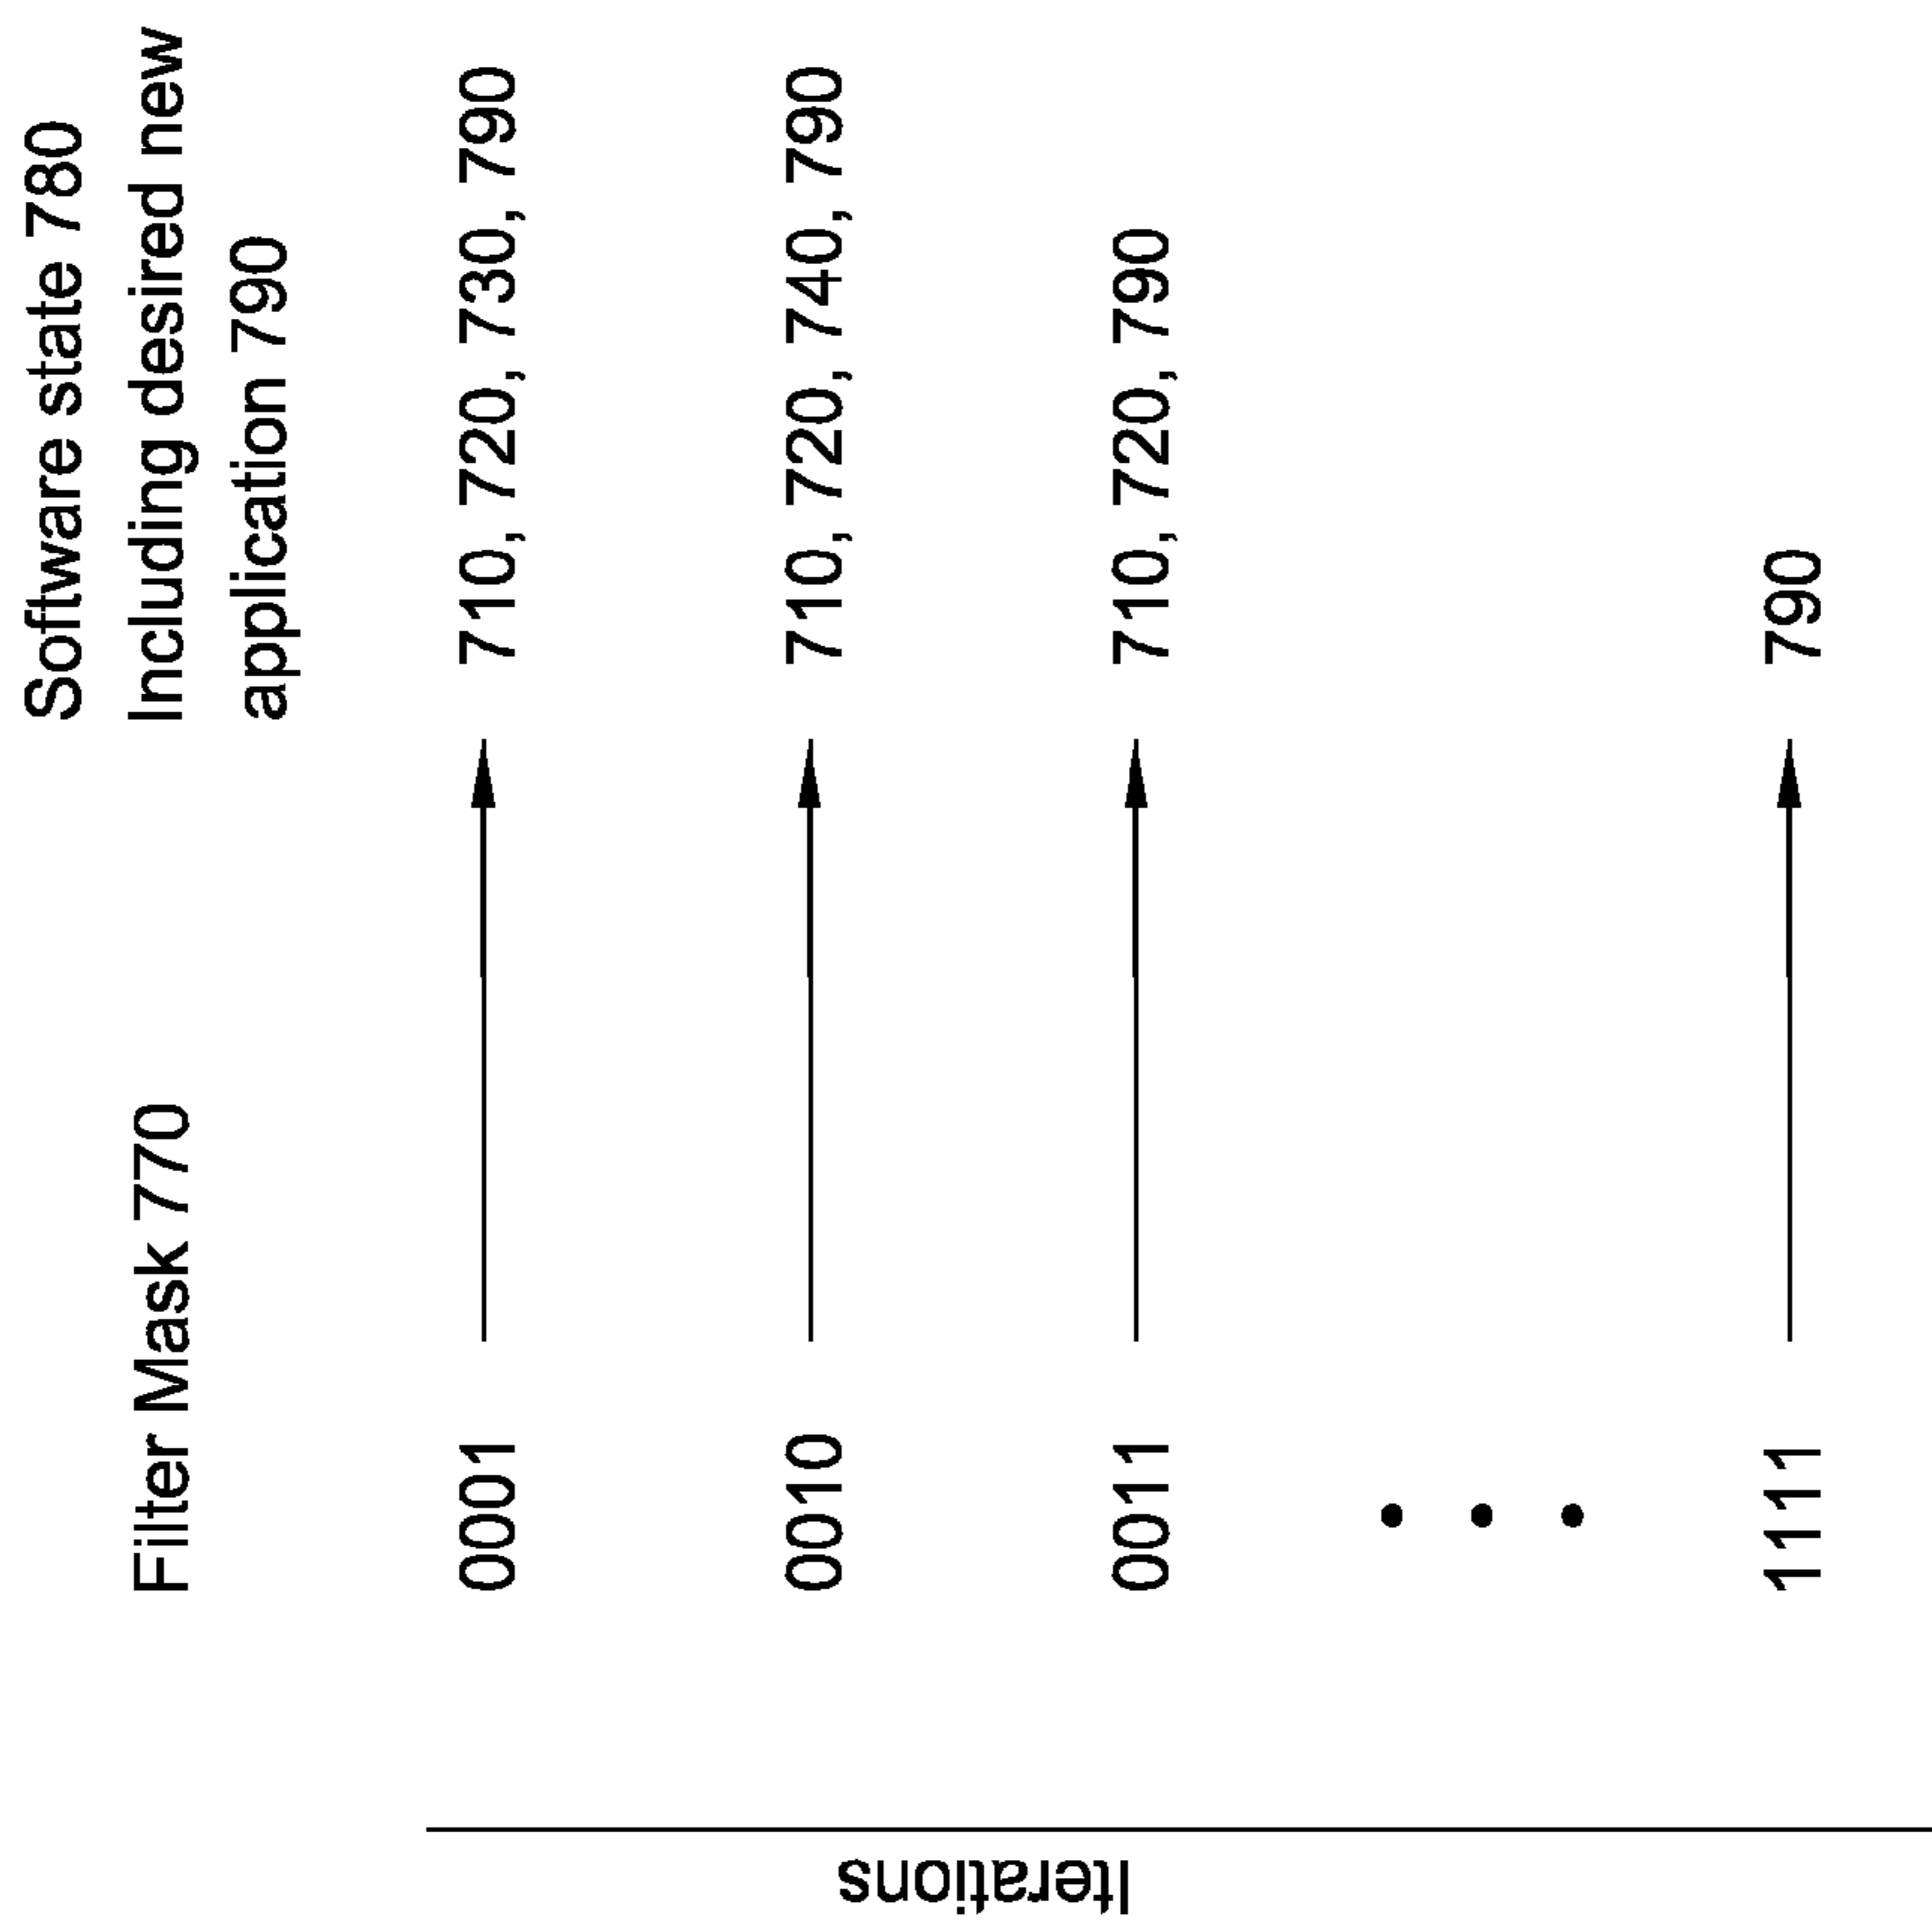 Filter Mask 770
Software state 780
Including desired new
application 790
0001
710, 720, 730, 790
0010
710, 720, 740, 790
0011
710, 720, 790
1111
790
Iterations